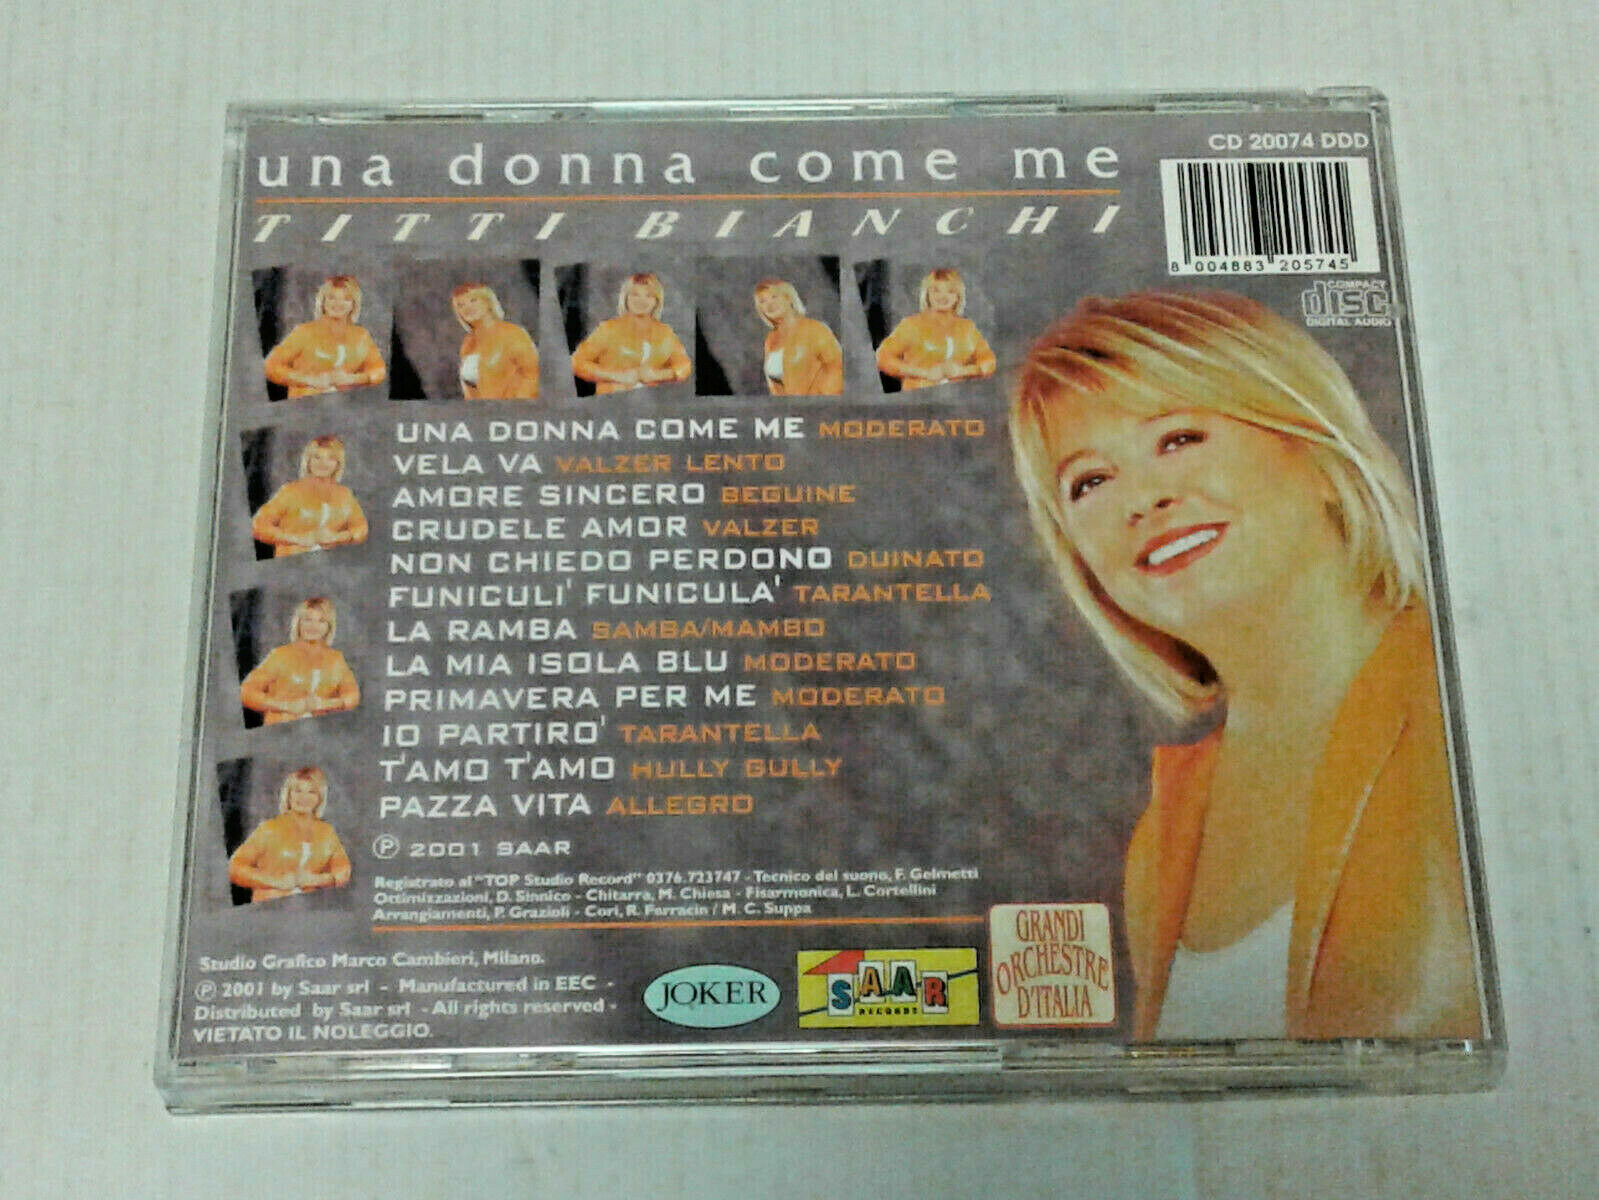 una donna come me
TITTI BIANCHI
CD 20074 DDD
8 004883 205745
COMPACT
disc
DIGITAL AUDIO
UNA DONNA COME ME MODERATO
VELA VA VALZER LENTO
AMORE SINCERO BEGUINE
CRUDELE AMOR VALZER
NON CHIEDO PERDONO DUINATO
FUNICULI' FUNICULA' TARANTELLA
LA RAMBA SAMBA/MAMBO
LA MIA ISOLA BLU MODERATO
PRIMAVERA PER ME MODERATO
IO PARTIRO' TARANTELLA
T'AMO T'AMO HULLY GULLY
PAZZA VITA ALLEGRO
℗ 2001 SAAR
Registrato al "TOP Studio Record" 0376.723747 - Tecnico del suono, F. Gelmetti
Ottimizzazioni, D. Sinnico - Chitarra, M. Chiesa - Fisarmonica, L. Cortellini
Arrangiamenti, P. Grazioli - Cori, R. Forracin / M. C. Suppa
Studio Grafico Marco Cambieri, Milano.
℗ 2001 by Saar srl - Manufactured in EEC -
Distributed by Saar srl - All rights reserved -
VIETATO IL NOLEGGIO.
JOKER
SAAR
RECORDS
GRANDI
ORCHESTRE
D'ITALIA